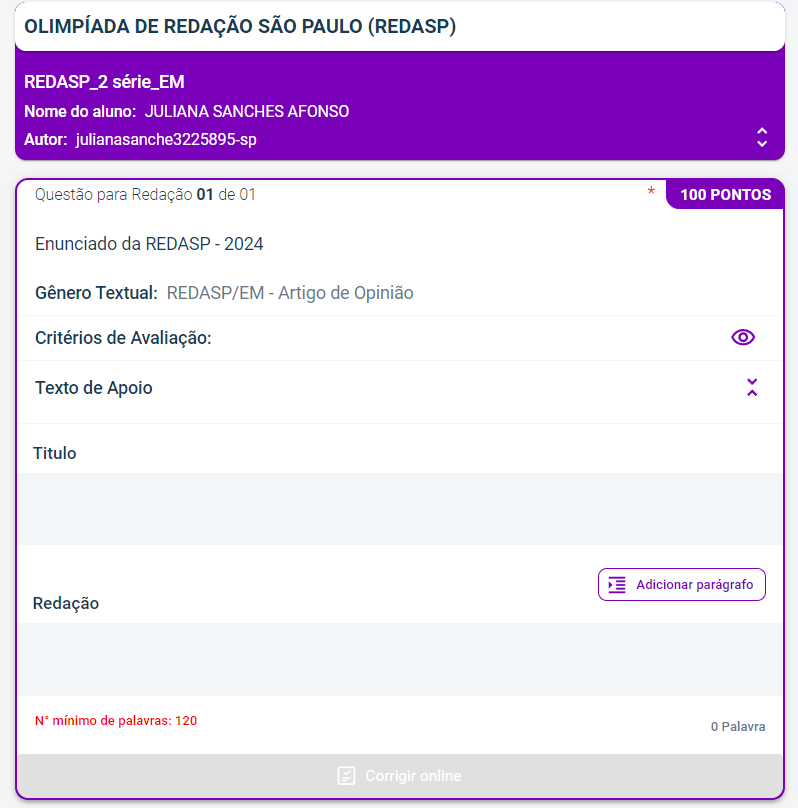 OLIMPÍADA DE REDAÇÃO SÃO PAULO (REDASP)
REDASP_2 série_EM
Nome do aluno: JULIANA SANCHES AFONSO
Autor: julianasanche3225895-sp
Questão para Redação 01 de 01
* 100 PONTOS
Enunciado da REDASP - 2024
Gênero Textual: REDASP/EM - Artigo de Opinião
Critérios de Avaliação:
Texto de Apoio
Titulo
Adicionar parágrafo
Redação
N° mínimo de palavras: 120
0 Palavra
Corrigir online